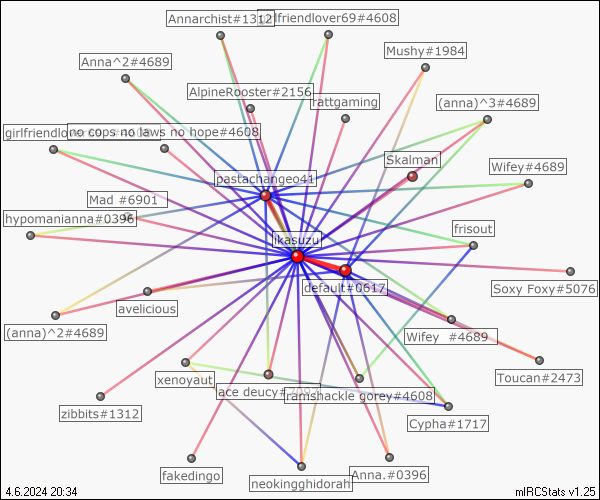 Annarchist#1312
girlfriendlover69#4608
Mushy#1984
Anna^2#4689
AlpineRooster#2156
rattgaming
(anna)^3#4689
no cops no laws no hope#4608
Skalman
Wifey#4689
pastachangeo41
Mad #6901
hypomanianna#0396
ikasuzu
frisout
Soxy Foxy#5076
default#0617
avelicious
(anna)^2#4689
Wifey #4689
Toucan#2473
xenoyaut
ace deucy
ramshackle gorey#4608
zibbits#1312
Cypha#1717
fakedingo
neokingghidorah
Anna.#0396
4.6.2024 20:34
mIRCStats v1.25